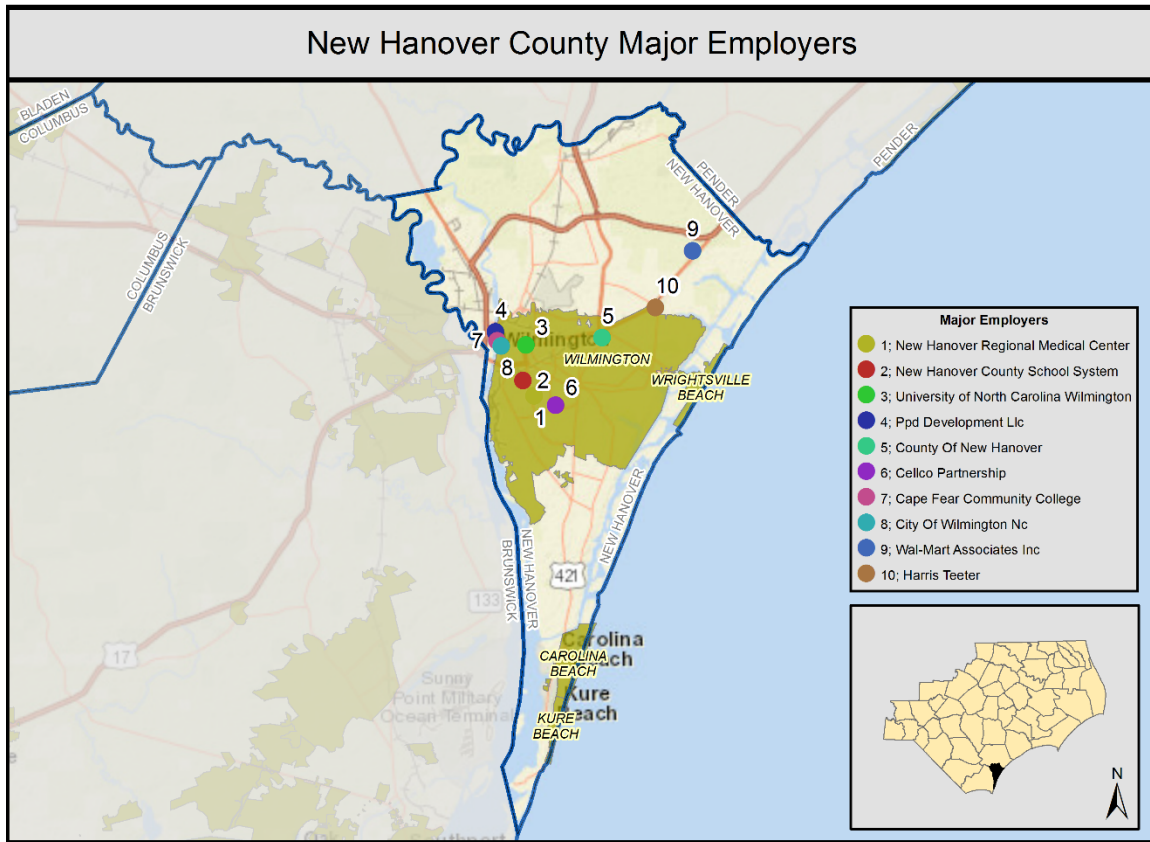 New Hanover County Major Employers
BLADEN
COLUMBUS
PENDER
PENDER
NEW HANOVER
COLUMBUS
BRUNSWICK
9
10
4
3
5
7
Wilmington
WILMINGTON
8
2
6
1
WRIGHTSVILLE
BEACH
NEW HANOVER
NEW HANOVER
BRUNSWICK
421
133
17
Carolina
Beach
CAROLINA
BEACH
Sunny
Point Military
Ocean Terminal
Kure
Beach
KURE
BEACH
Oak
Southport
Major Employers
1; New Hanover Regional Medical Center
2; New Hanover County School System
3; University of North Carolina Wilmington
4; Ppd Development Llc
5; County Of New Hanover
6; Cellco Partnership
7; Cape Fear Community College
8; City Of Wilmington Nc
9; Wal-Mart Associates Inc
10; Harris Teeter
N